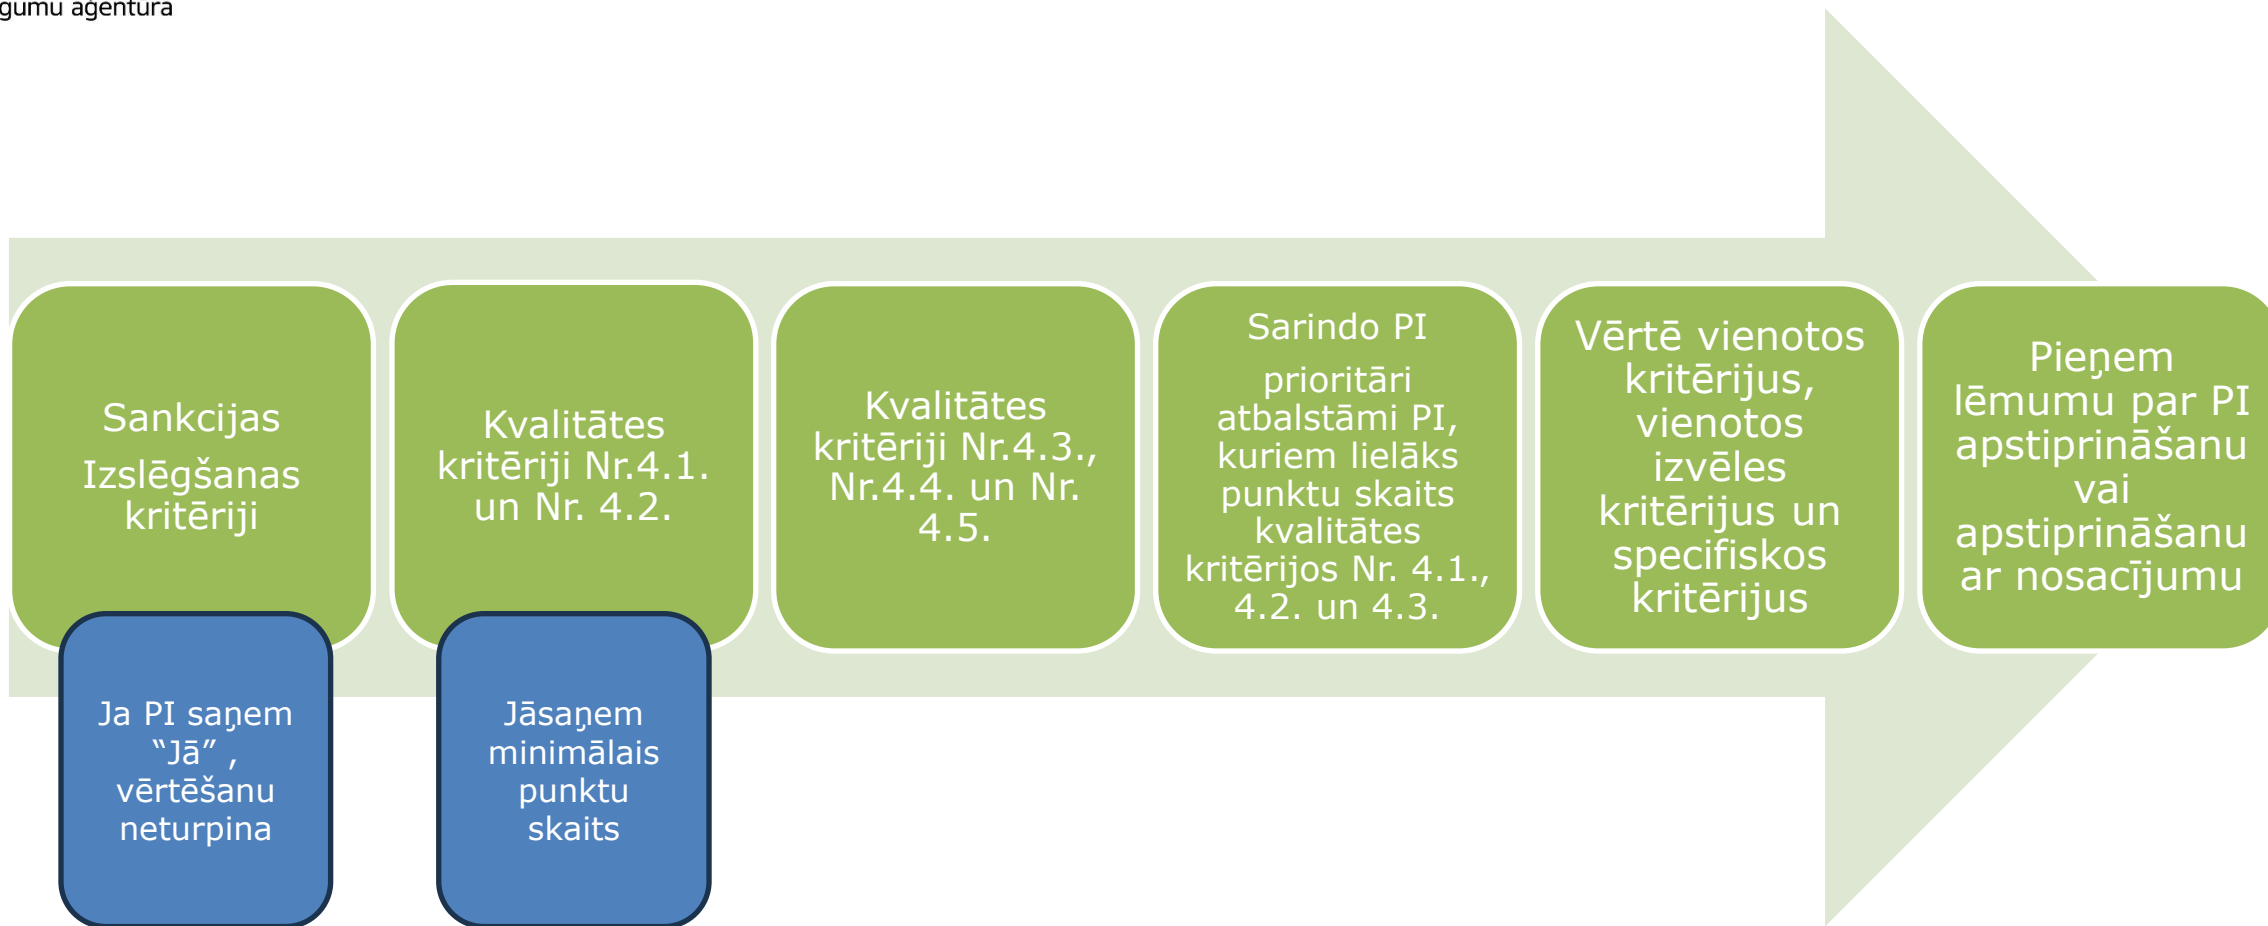 gumu aģentūra
Sankcijas
Izslēgšanas
kritēriji
Kvalitātes
kritēriji Nr.4.1.
un Nr. 4.2.
Kvalitātes
kritēriji Nr.4.3.,
Nr.4.4. un Nr.
4.5.
Sarindo PI
prioritāri
atbalstāmi PI,
kuriem lielāks
punktu skaits
kvalitātes
kritērijos Nr. 4.1.,
4.2. un 4.3.
Vērtē vienotos
kritērijus,
vienotos
izvēles
kritērijus un
specifiskos
kritērijus
Pieņem
lēmumu par PI
apstiprināšanu
vai
apstiprināšanu
ar nosacījumu
Ja PI saņem
“Jā” ,
vērtēšanu
neturpina
Jāsaņem
minimālais
punktu
skaits